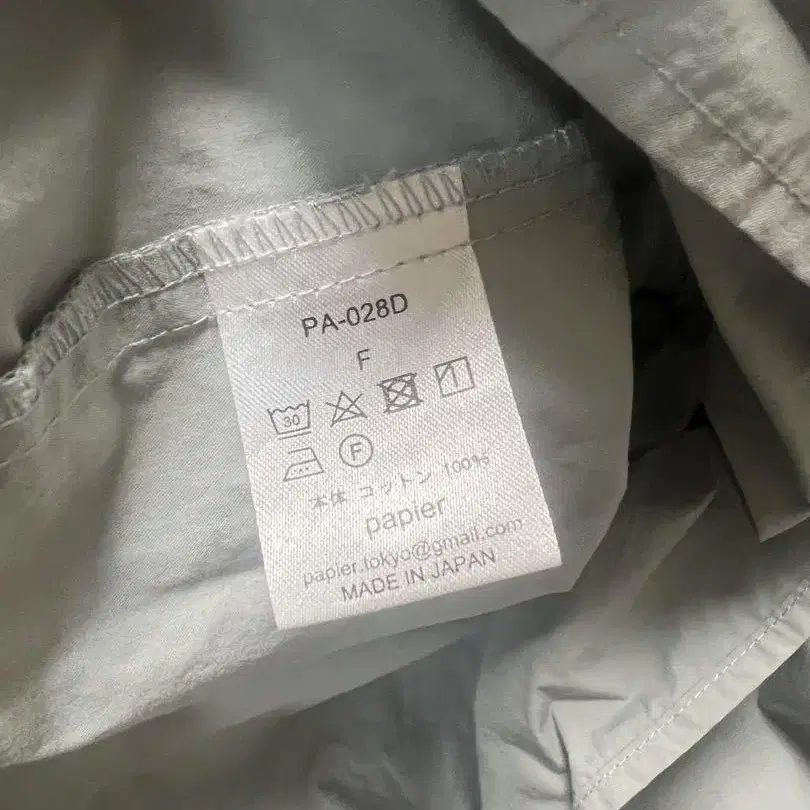 PA-028D
F
30
F
本体 コットン 100%
papier
papier.tokyo@gmail.com
MADE IN JAPAN